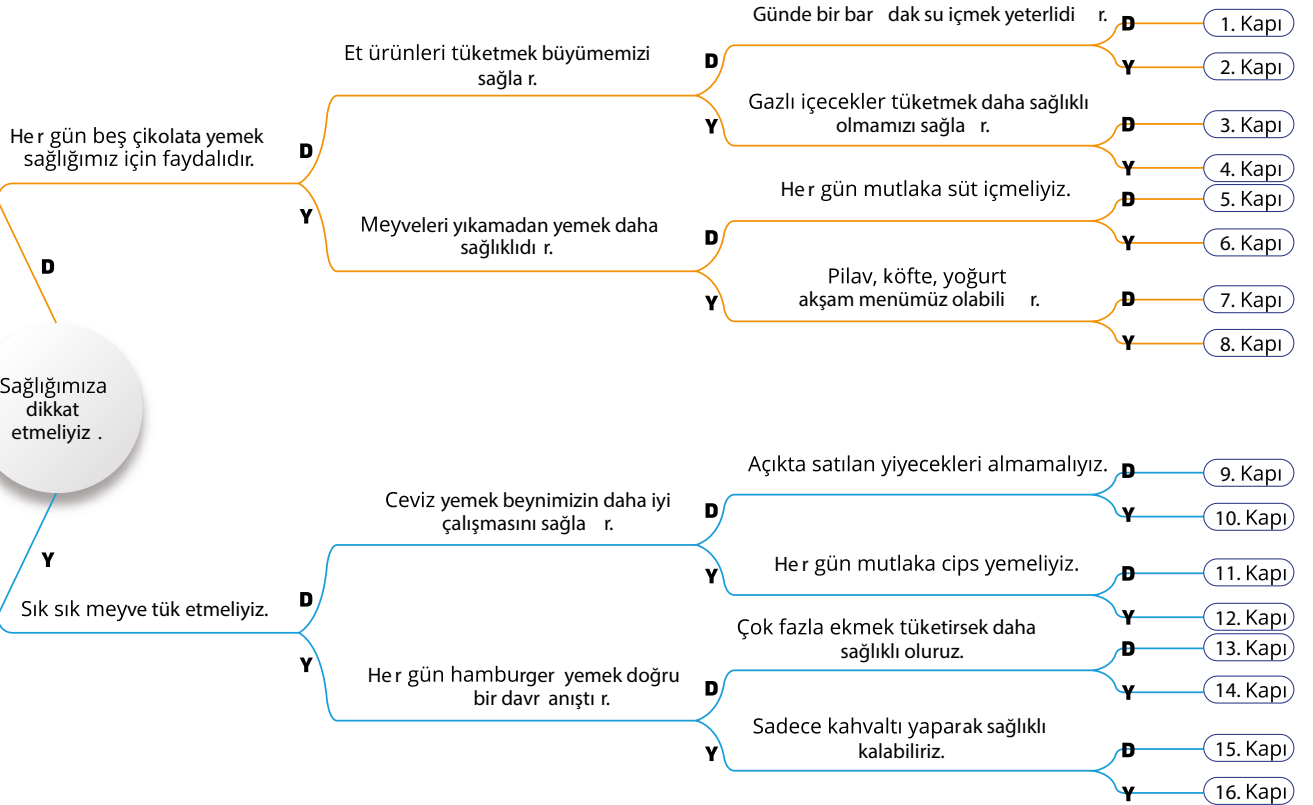 Günde bir bar dak su içmek yeterlidi r.
D
1. Kapı
Y
2. Kapı
Et ürünleri tüketmek büyümemizi
sağla r.
D
Y
Gazlı içecekler tüketmek daha sağlıklı
olmamızı sağla r.
D
3. Kapı
Y
4. Kapı
He r gün beş çikolata yemek
sağlığımız için faydalıdır.
D
Y
Meyveleri yıkamadan yemek daha
sağlıklıdı r.
D
Y
He r gün mutlaka süt içmeliyiz.
D
5. Kapı
Y
6. Kapı
Pilav, köfte, yoğurt
akşam menümüz olabili r.
D
7. Kapı
Y
8. Kapı
D
Sağlığımıza
dikkat
etmeliyiz .
Y
Sık sık meyve tük etmeliyiz.
D
Y
Ceviz yemek beynimizin daha iyi
çalışmasını sağla r.
D
Y
Açıkta satılan yiyecekleri almamalıyız.
D
9. Kapı
Y
10. Kapı
He r gün mutlaka cips yemeliyiz.
D
11. Kapı
Y
12. Kapı
He r gün hamburger yemek doğru
bir davr anıştı r.
D
Y
Çok fazla ekmek tüketirsek daha
sağlıklı oluruz.
D
13. Kapı
Y
14. Kapı
Sadece kahvaltı yaparak sağlıklı
kalabiliriz.
D
15. Kapı
Y
16. Kapı